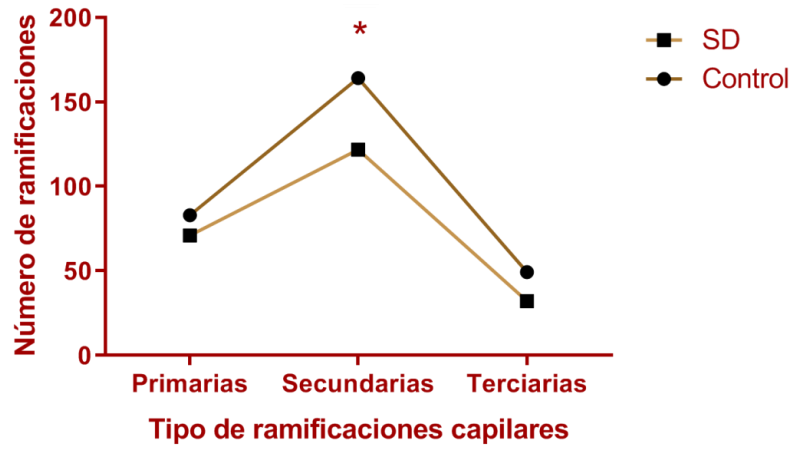 Número de ramificaciones
200
150
100
50
0
*
SD
Control
Primarias Secundarias Terciarias
Tipo de ramificaciones capilares